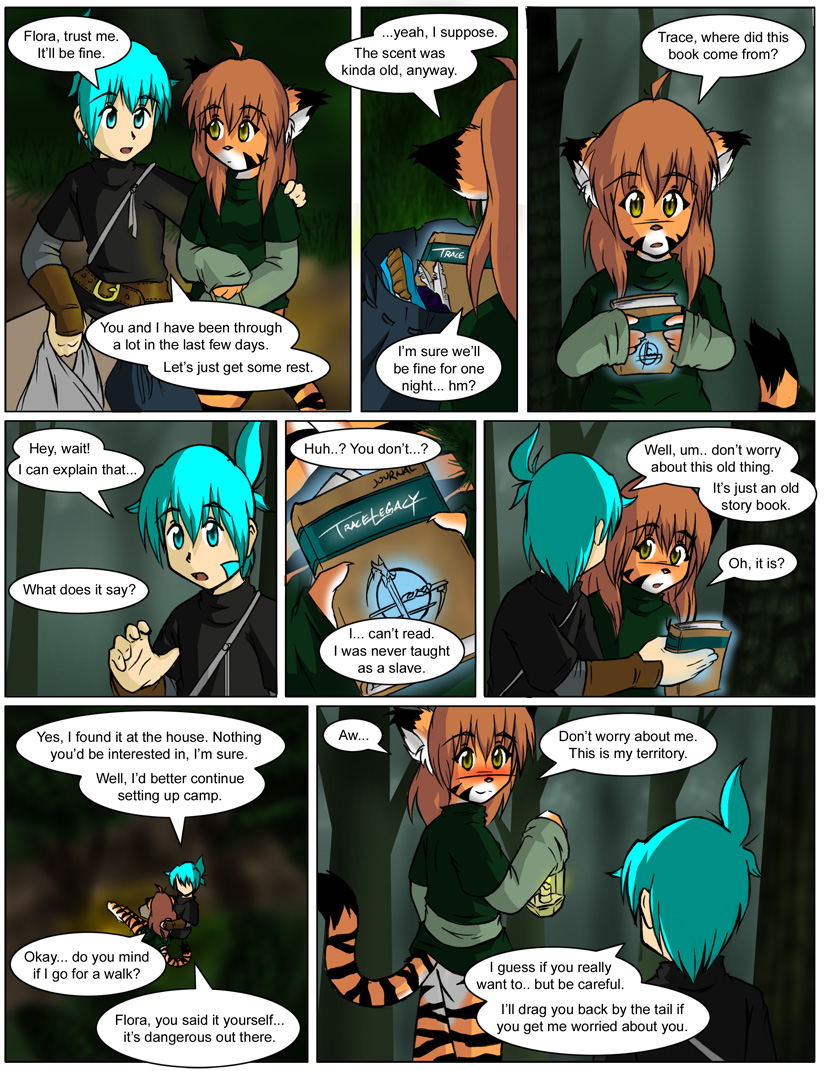 Flora, trust me.
It'll be fine.
You and I have been through
a lot in the last few days.
Let's just get some rest.
...yeah, I suppose.
The scent was
kinda old, anyway.
TRACE
I'm sure we'll
be fine for one
night... hm?
Trace, where did this
book come from?
Hey, wait!
I can explain that...
What does it say?
Huh..? You don't...?
JOURNAL
TRACE LEGACY
I... can't read.
I was never taught
as a slave.
Well, um.. don't worry
about this old thing.
It's just an old
story book.
Oh, it is?
Yes, I found it at the house. Nothing
you'd be interested in, I'm sure.
Well, I'd better continue
setting up camp.
Okay... do you mind
if I go for a walk?
Flora, you said it yourself...
it's dangerous out there.
Aw...
Don't worry about me.
This is my territory.
I guess if you really
want to.. but be careful.
I'll drag you back by the tail if
you get me worried about you.